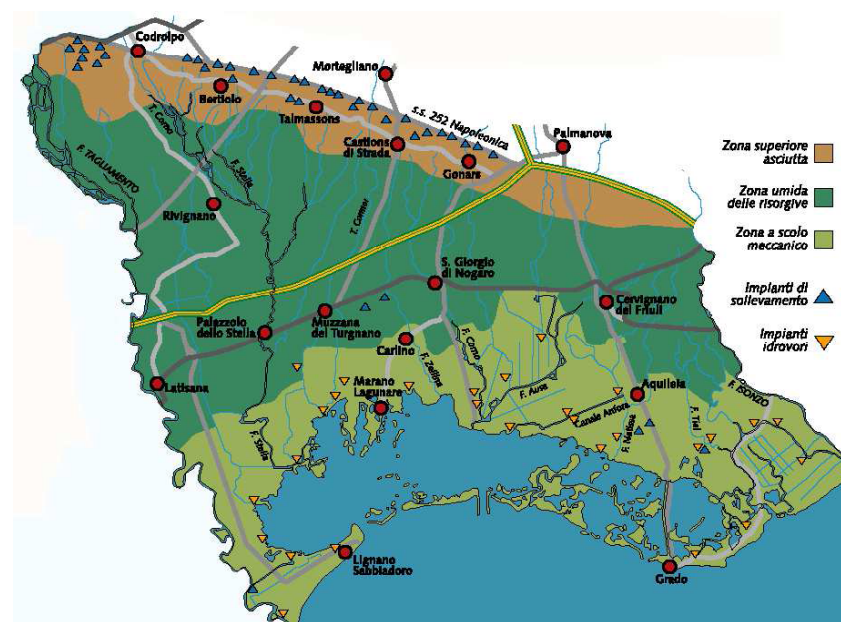 Codroipo
Mortegliano
Bertiolo
Talmassons
s.s. 252 Napoleonica
Palmanova
Castions
di Strada
Gonars
T. Corno
F. Stella
F. TAGLIAMENTO
Rivignano
T. Cormor
S. Giorgio
di Nogaro
Cervignano
del Friuli
Palazzolo
dello Stella
Muzzana
del Turgnano
Carlino
F. Zellina
F. Corno
Latisana
Marano
Lagunare
F. Ausa
Canale Anfora
Aquileia
F. Natissa
F. Tiel
F. ISONZO
F. Stella
Lignano
Sabbiadoro
Grado
Zona superiore
asciutta
Zona umida
delle risorgive
Zona a scolo
meccanico
Impianti di
sollevamento
Impianti
idrovori